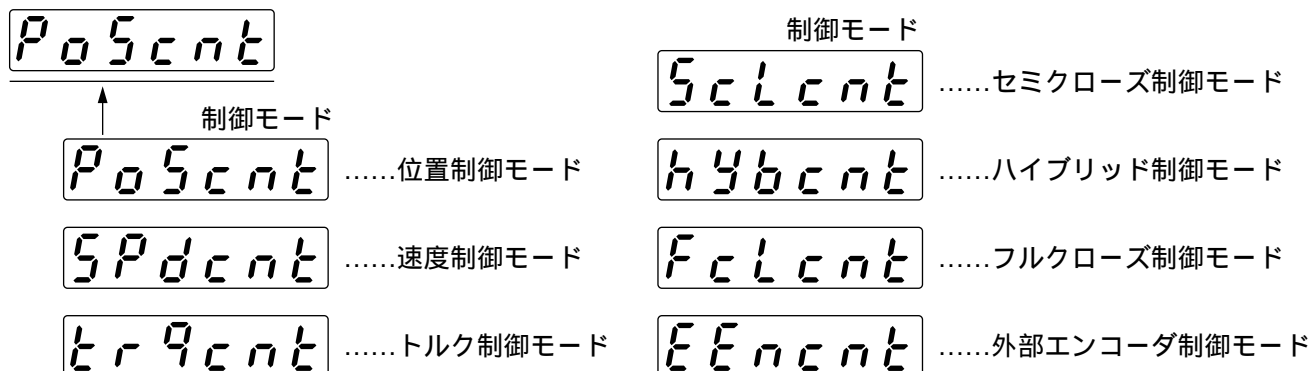 PoScnt
制御モード
PoScnt ……位置制御モード
SPdcnt ……速度制御モード
trqcnt ……トルク制御モード
制御モード
ScLcnt ……セミクローズ制御モード
hYbcnt ……ハイブリッド制御モード
FcLcnt ……フルクローズ制御モード
EEncnt ……外部エンコーダ制御モード